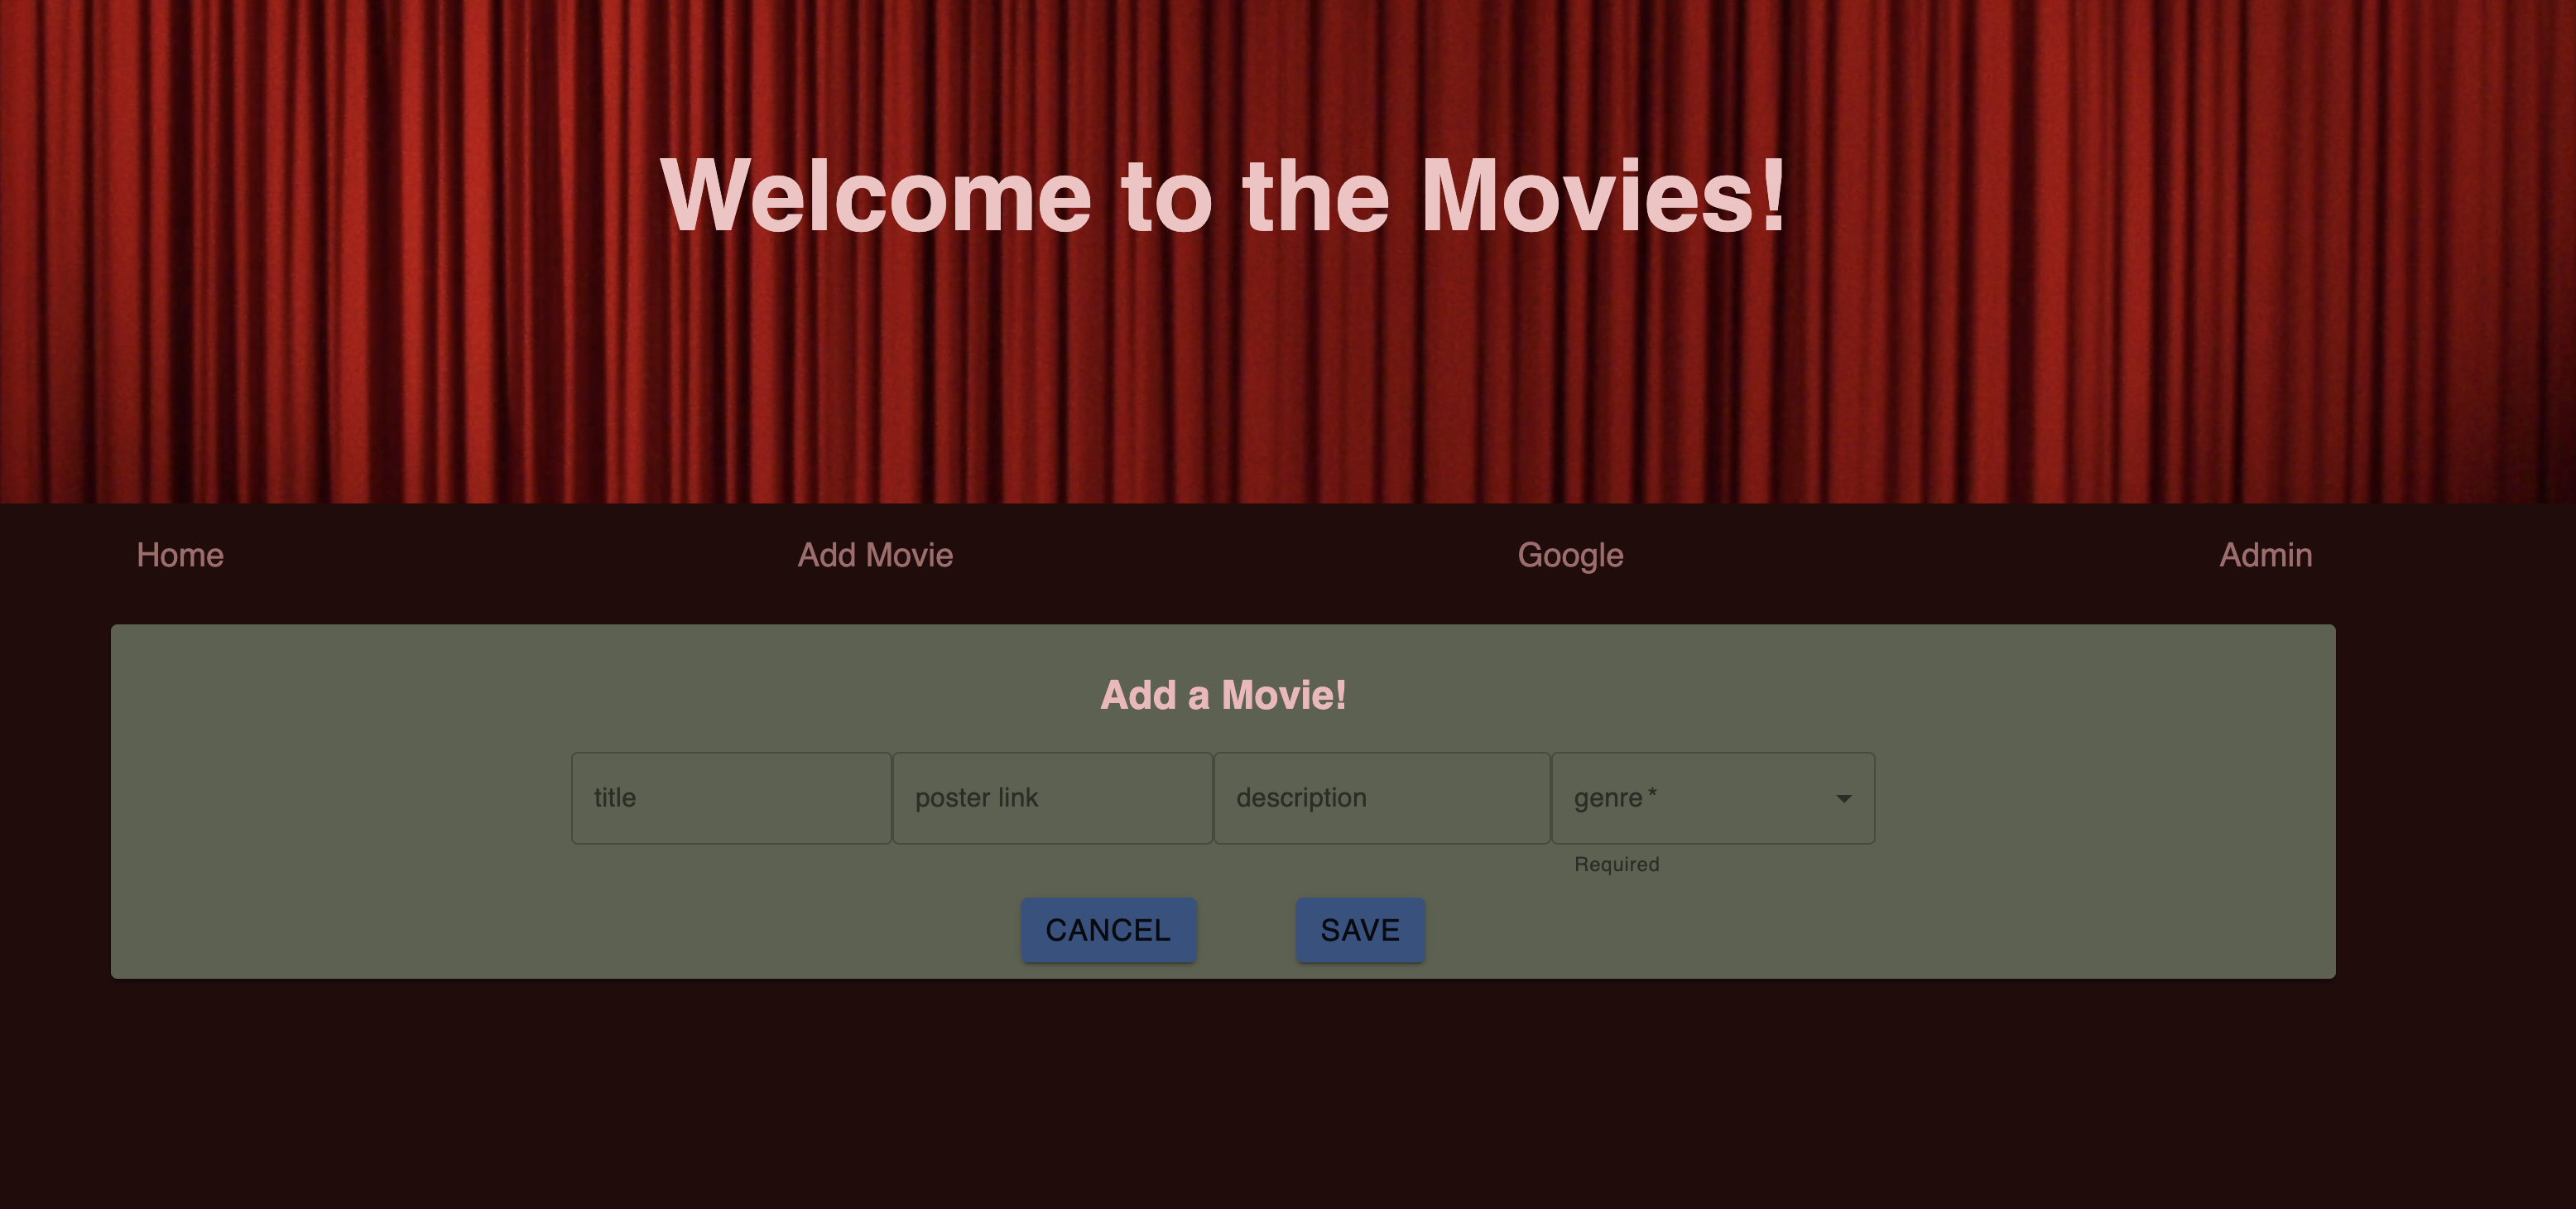 Welcome to the Movies!
Home Add Movie Google Admin
Add a Movie!
title poster link description genre *
Required
CANCEL SAVE